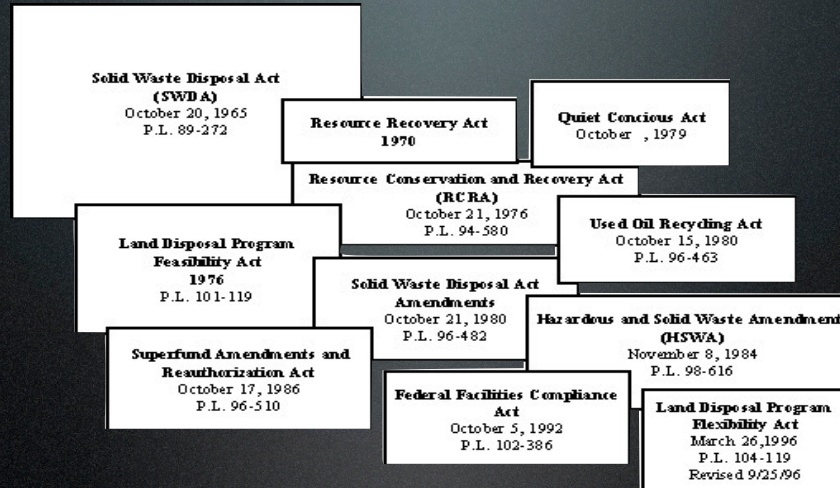 Solid Waste Disposal Act
(SWDA)
October 20, 1965
P.L. 89-272
Resource Recovery Act
1970
Quiet Concious Act
October , 1979
Resource Conservation and Recovery Act
(RCRA)
October 21, 1976
P.L. 94-580
Used Oil Recycling Act
October 15, 1980
P.L. 96-463
Land Disposal Program
Feasibility Act
1976
P.L. 101-119
Solid Waste Disposal Act
Amendments
October 21, 1980
P.L. 96-482
Hazardous and Solid Waste Amendment
(HSWA)
November 8, 1984
P.L. 98-616
Superfund Amendments and
Reauthorization Act
October 17, 1986
P.L. 96-510
Federal Facilities Compliance
Act
October 5, 1992
P.L. 102-386
Land Disposal Program
Flexibility Act
March 26,1996
P.L. 104-119
Revised 9/25/96